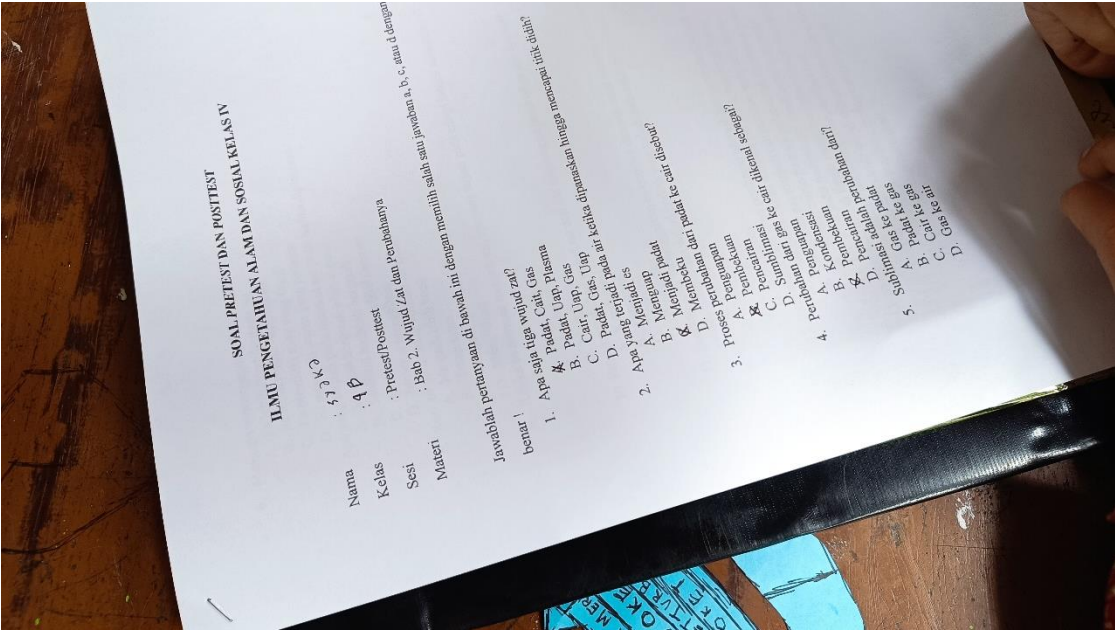 SOAL PRETEST DAN POSTTEST
ILMU PENGETAHUAN ALAM DAN SOSIAL KELAS IV
Nama :
Kelas :
Sesi : Pretest/Posttest
Materi : Bab 2. Wujud Zat dan Perubahanya
Jawablah pertanyaan di bawah ini dengan memilih salah satu jawaban a, b, c, atau d dengan
benar !
1. Apa saja tiga wujud zat?
Padat, Cait, Gas
A. Padat, Uap, Plasma
B. Cair, Uap, Gas
C. Padat, Gas, Uap
D.
2. Apa yang terjadi pada air ketika dipanaskan hingga mencapai titik didih?
A. Menjadi es
B. Menguap
Menjadi padat
D. Membeku
3. Proses perubahan dari padat ke cair disebut?
A. Penguapan
Pembekuan
C. Pencairan
D. Sumblimasi
4. Perubahan dari gas ke cair dikenal sebagai?
A. Penguapan
B. Kondensasi
Pembekuan
D. Pencairan
5. Sublimasi adalah perubahan dari?
A. Gas ke padat
B. Padat ke gas
C. Cair ke gas
D. Gas ke air
MER
OKE